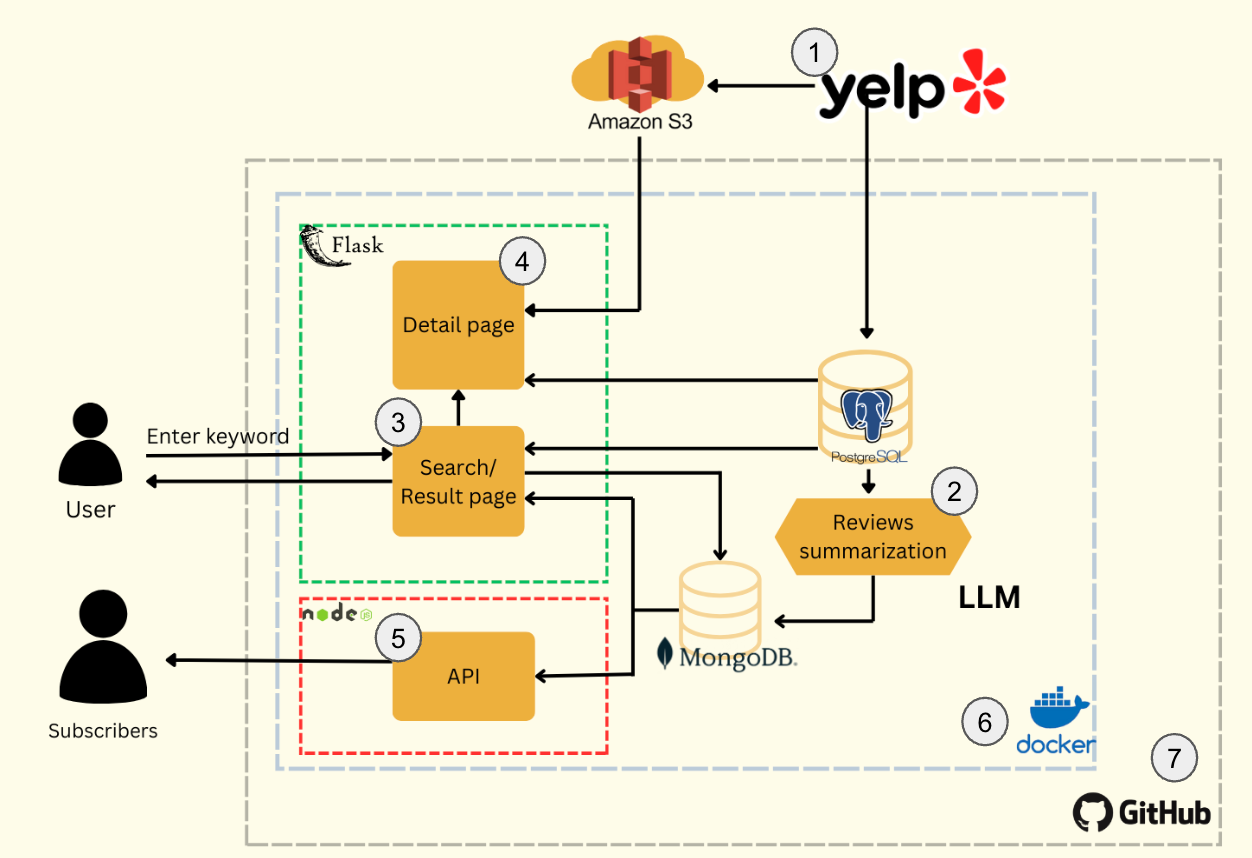 1
yelp
Amazon S3
Flask
4
Detail page
3
Enter keyword
Search/
Result page
User
PostgreSQL
2
Reviews
summarization
LLM
node
JS
5
API
MongoDB.
Subscribers
6
docker
7
GitHub